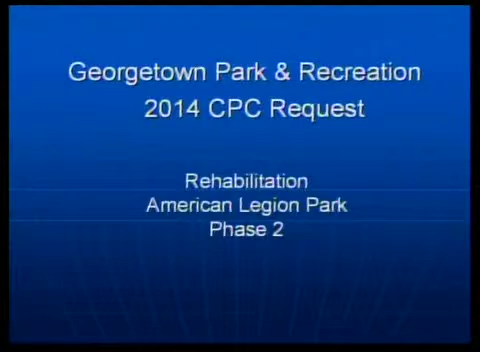 Georgetown Park & Recreation
2014 CPC Request
Rehabilitation
American Legion Park
Phase 2